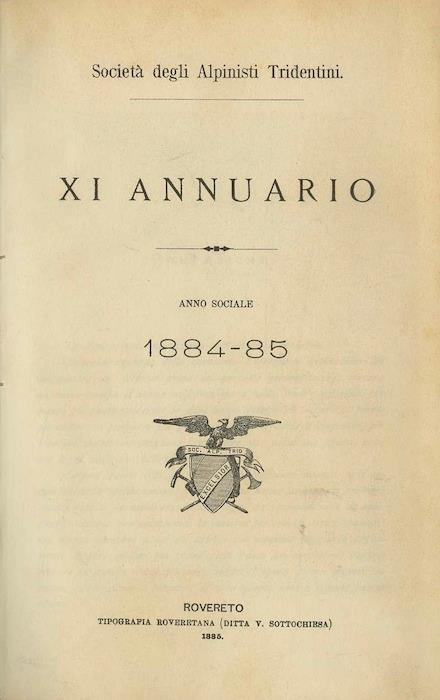 Società degli Alpinisti Tridentini.
XI ANNUARIO
ANNO SOCIALE
1884-85
SOC. ALP. TRID
EXCELSIOR
ROVERETO
TIPOGRAFIA ROVERETANA (DITTA V. SOTTOCHIESA)
1885.